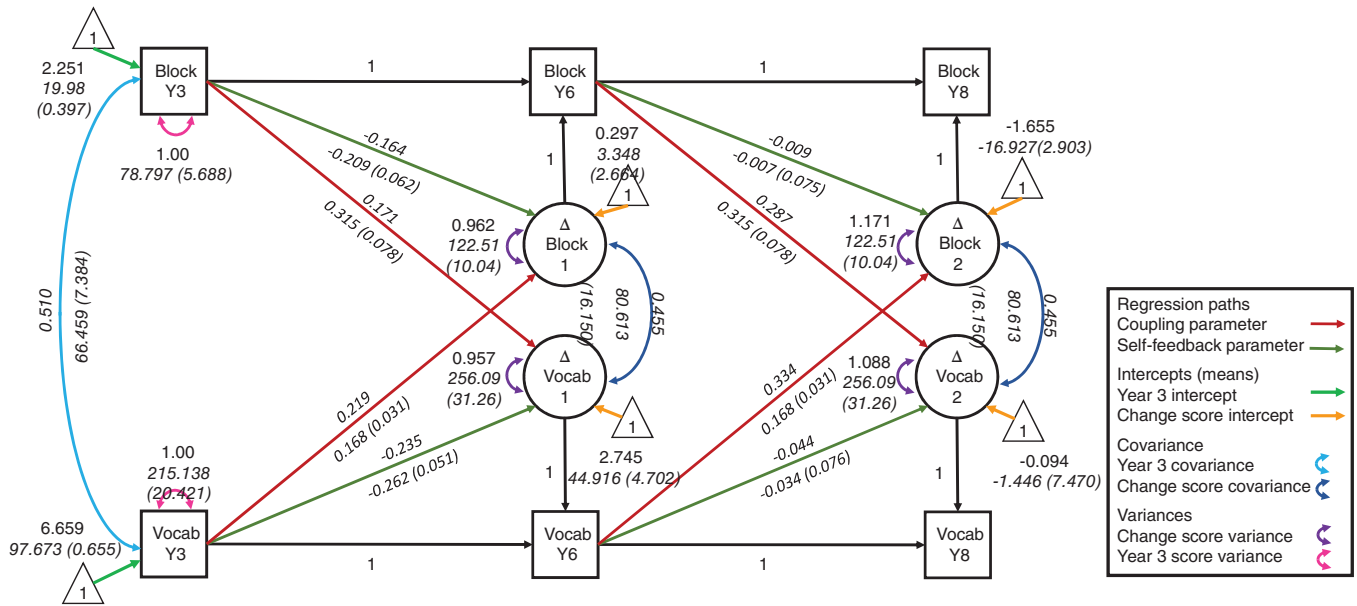 1
2.251
19.98
(0.397)
Block
Y3
1
Block
Y6
1
Block
Y8
1.00
78.797 (5.688)
-0.164
-0.209 (0.062)
0.171
0.315 (0.078)
1
0.297
3.348
(2.664)
1
-0.009
-0.007 (0.075)
0.287
0.315 (0.078)
1
-1.655
-16.927(2.903)
1
0.962
122.51
(10.04)
Δ
Block
1
1.171
122.51
(10.04)
Δ
Block
2
0.510
66.459 (7.384)
(16.150)
80.613
0.455
(16.150)
80.613
0.455
0.957
256.09
(31.26)
Δ
Vocab
1
1.088
256.09
(31.26)
Δ
Vocab
2
0.219
0.168 (0.031)
-0.235
-0.262 (0.051)
1
2.745
44.916 (4.702)
1
0.334
0.168 (0.031)
-0.044
-0.034 (0.076)
1
-0.094
-1.446 (7.470)
1
1.00
215.138
(20.421)
6.659
97.673 (0.655)
1
Vocab
Y3
1
Vocab
Y6
1
Vocab
Y8
Regression paths
Coupling parameter
Self-feedback parameter
Intercepts (means)
Year 3 intercept
Change score intercept
Covariance
Year 3 covariance
Change score covariance
Variances
Change score variance
Year 3 score variance